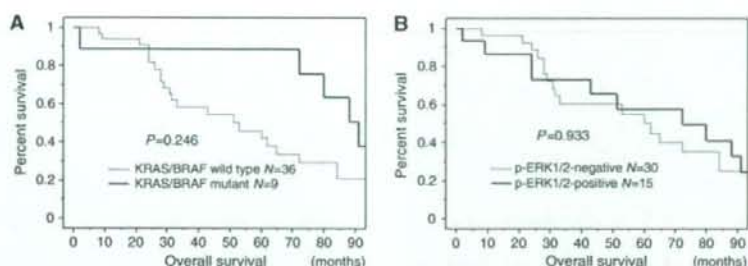 A
Percent survival
1
0.8
0.6
0.4
0.2
0
P=0.246
KRAS/BRAF wild type N=36
KRAS/BRAF mutant N=9
0 10 20 30 40 50 60 70 80 90
Overall survival (months)
B
Percent survival
1
0.8
0.6
0.4
0.2
0
P=0.933
p-ERK1/2-negative N=30
p-ERK1/2-positive N=15
0 10 20 30 40 50 60 70 80 90
Overall survival (months)